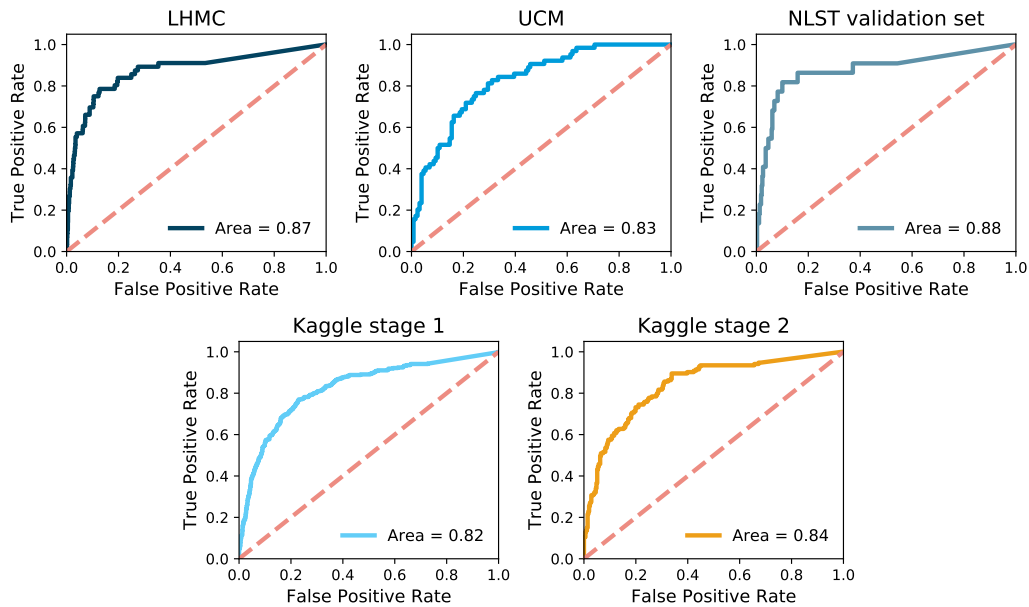 LHMC
True Positive Rate
1.0
0.8
0.6
0.4
0.2
0.0
Area = 0.87
0.0 0.2 0.4 0.6 0.8 1.0
False Positive Rate
UCM
True Positive Rate
1.0
0.8
0.6
0.4
0.2
0.0
Area = 0.83
0.0 0.2 0.4 0.6 0.8 1.0
False Positive Rate
NLST validation set
True Positive Rate
1.0
0.8
0.6
0.4
0.2
0.0
Area = 0.88
0.0 0.2 0.4 0.6 0.8 1.0
False Positive Rate
Kaggle stage 1
True Positive Rate
1.0
0.8
0.6
0.4
0.2
0.0
Area = 0.82
0.0 0.2 0.4 0.6 0.8 1.0
False Positive Rate
Kaggle stage 2
True Positive Rate
1.0
0.8
0.6
0.4
0.2
0.0
Area = 0.84
0.0 0.2 0.4 0.6 0.8 1.0
False Positive Rate